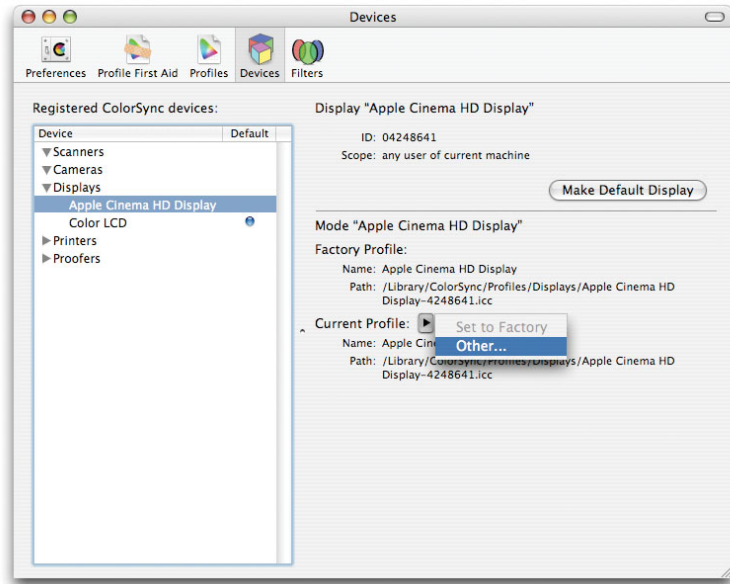 Devices
Preferences Profile First Aid Profiles Devices Filters
Registered ColorSync devices:
Device Default
Scanners
Cameras
Displays
Apple Cinema HD Display
Color LCD
Printers
Proofers
Display "Apple Cinema HD Display"
ID: 04248641
Scope: any user of current machine
Make Default Display
Mode "Apple Cinema HD Display"
Factory Profile:
Name: Apple Cinema HD Display
Path: /Library/ColorSync/Profiles/Displays/Apple Cinema HD
Display-4248641.icc
Current Profile:
Set to Factory
Other...
Name: Apple
Path: /Library/ColorSync/Profiles/Displays/Apple Cinema HD
Display-4248641.icc